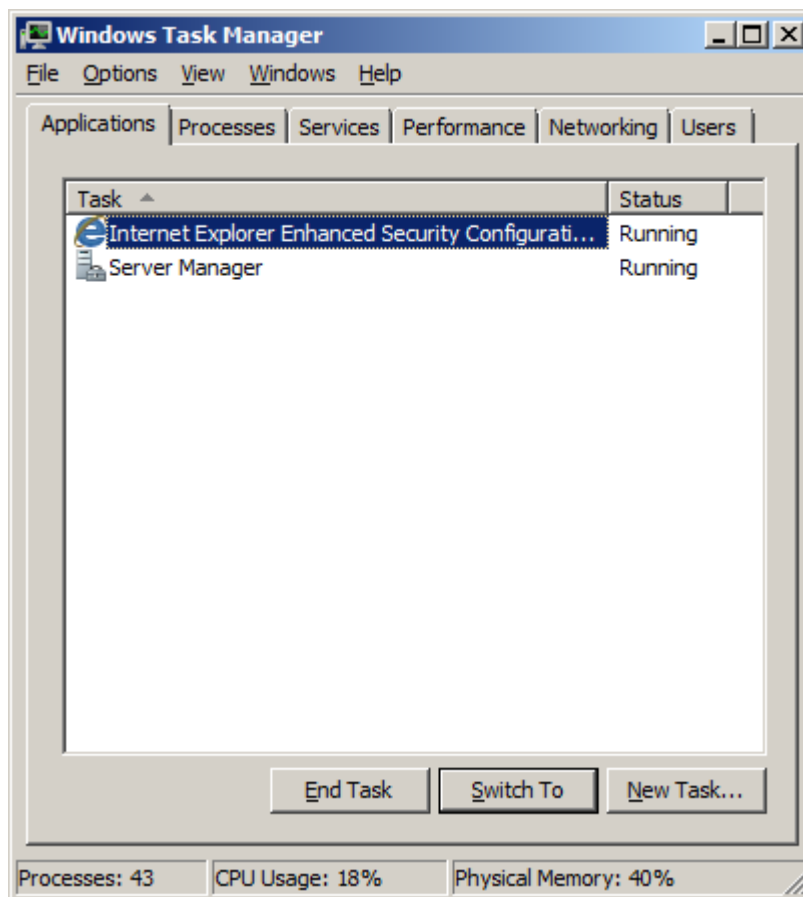 Windows Task Manager
File Options View Windows Help
Applications Processes Services Performance Networking Users
Task Status
Internet Explorer Enhanced Security Configurati... Running
Server Manager Running
End Task Switch To New Task...
Processes: 43 CPU Usage: 18% Physical Memory: 40%